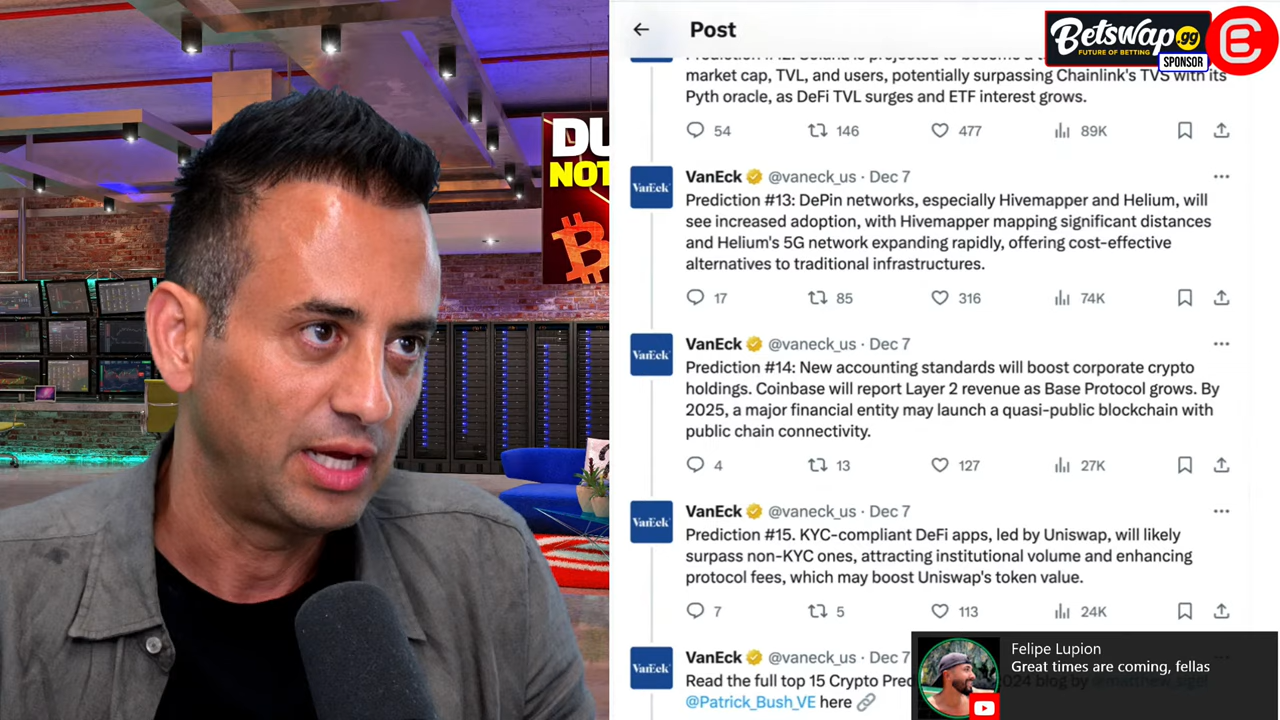 Post
Betswap.gg
FUTURE OF BETTING
SPONSOR
DU
NOT
market cap, TVL, and users, potentially surpassing Chainlink's TVS with its
Pyth oracle, as DeFi TVL surges and ETF interest grows.
54 146 477 89K
VanEck @vaneck_us · Dec 7
VanEck
Prediction #13: DePin networks, especially Hivemapper and Helium, will
see increased adoption, with Hivemapper mapping significant distances
and Helium's 5G network expanding rapidly, offering cost-effective
alternatives to traditional infrastructures.
17 85 316 74K
VanEck @vaneck_us · Dec 7
VanEck
Prediction #14: New accounting standards will boost corporate crypto
holdings. Coinbase will report Layer 2 revenue as Base Protocol grows. By
2025, a major financial entity may launch a quasi-public blockchain with
public chain connectivity.
4 13 127 27K
VanEck @vaneck_us · Dec 7
VanEck
Prediction #15. KYC-compliant DeFi apps, led by Uniswap, will likely
surpass non-KYC ones, attracting institutional volume and enhancing
protocol fees, which may boost Uniswap's token value.
7 5 113 24K
VanEck @vaneck_us · Dec 7
VanEck
Read the full top 15 Crypto Pred
@Patrick_Bush_VE here
Felipe Lupion
Great times are coming, fellas